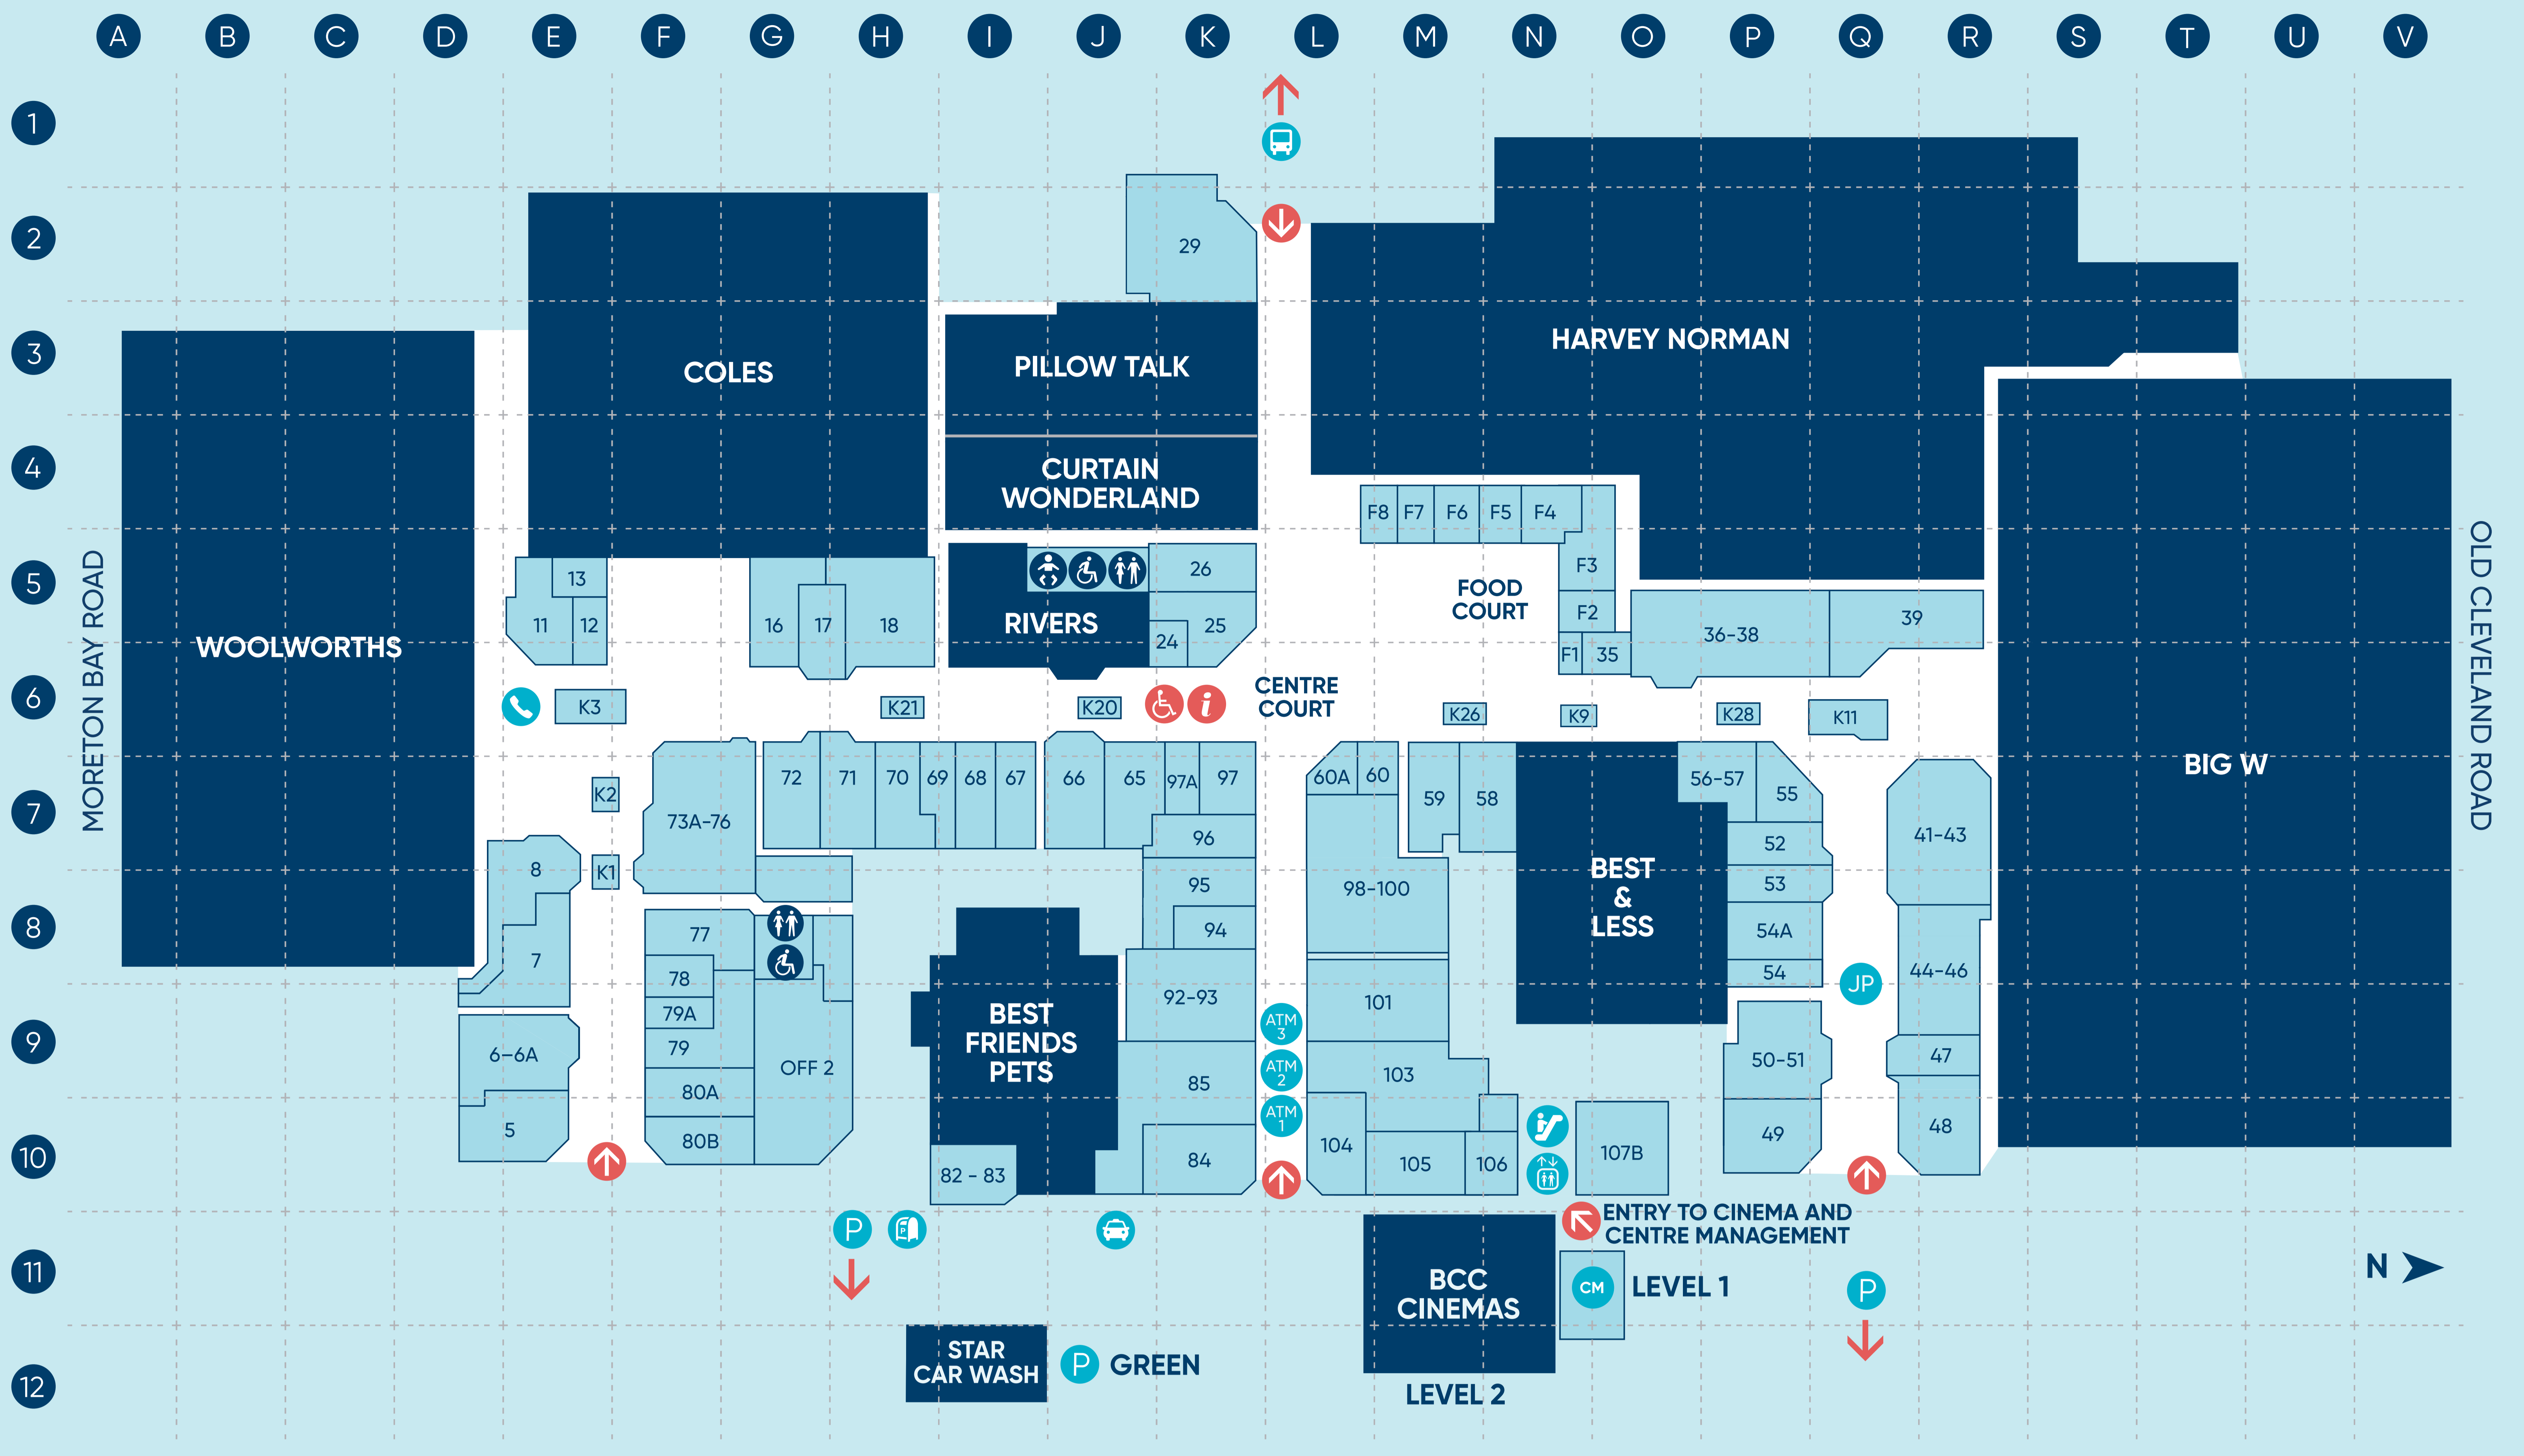 A B C D E F G H I J K L M N O P Q R S T U V
1
2
29
3
HARVEY NORMAN
PILLOW TALK
COLES
4
CURTAIN
WONDERLAND
F8 F7 F6 F5 F4
5
13
26
F3
FOOD
COURT
F2
39
11 12
16 17 18
RIVERS
24 25
36-38
F1 35
WOOLWORTHS
MORETON BAY ROAD
OLD CLEVELAND ROAD
6
K3
K21
K20
i
CENTRE
COURT
K26
K9
K28
K11
BIG W
7
K2
73A-76
72 71 70 69 68 67
66 65 97A 97
60A 60
59 58
56-57
55
96
52
41-43
8
K1
8
95
98-100
BEST
&
LESS
53
7
77
94
54A
78
54
JP
44-46
9
79A
92-93
101
ATM
3
BEST
FRIENDS
PETS
6-6A
79
OFF 2
85
ATM
2
103
50-51
47
80A
ATM
1
10
5
80B
82 - 83
84
104
105
106
107B
49
48
ENTRY TO CINEMA AND
CENTRE MANAGEMENT
P
P
11
BCC
CINEMAS
CM
LEVEL 1
P
N
12
STAR
CAR WASH
P
GREEN
LEVEL 2